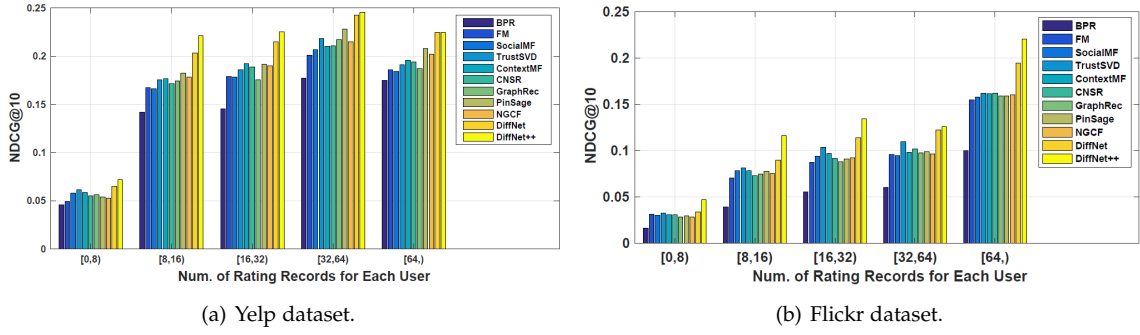 0.25
0.2
0.15
0.1
0.05
0
NDCG@10
[0,8)
[8,16)
[16,32)
[32,64)
[64,)
Num. of Rating Records for Each User
BPR
FM
SocialMF
TrustSVD
ContextMF
CNSR
GraphRec
PinSage
NGCF
DiffNet
DiffNet++
(a) Yelp dataset.
0.25
0.2
0.15
0.1
0.05
0
NDCG@10
[0,8)
[8,16)
[16,32)
[32,64)
[64,)
Num. of Rating Records for Each User
BPR
FM
SocialMF
TrustSVD
ContextMF
CNSR
GraphRec
PinSage
NGCF
DiffNet
DiffNet++
(b) Flickr dataset.